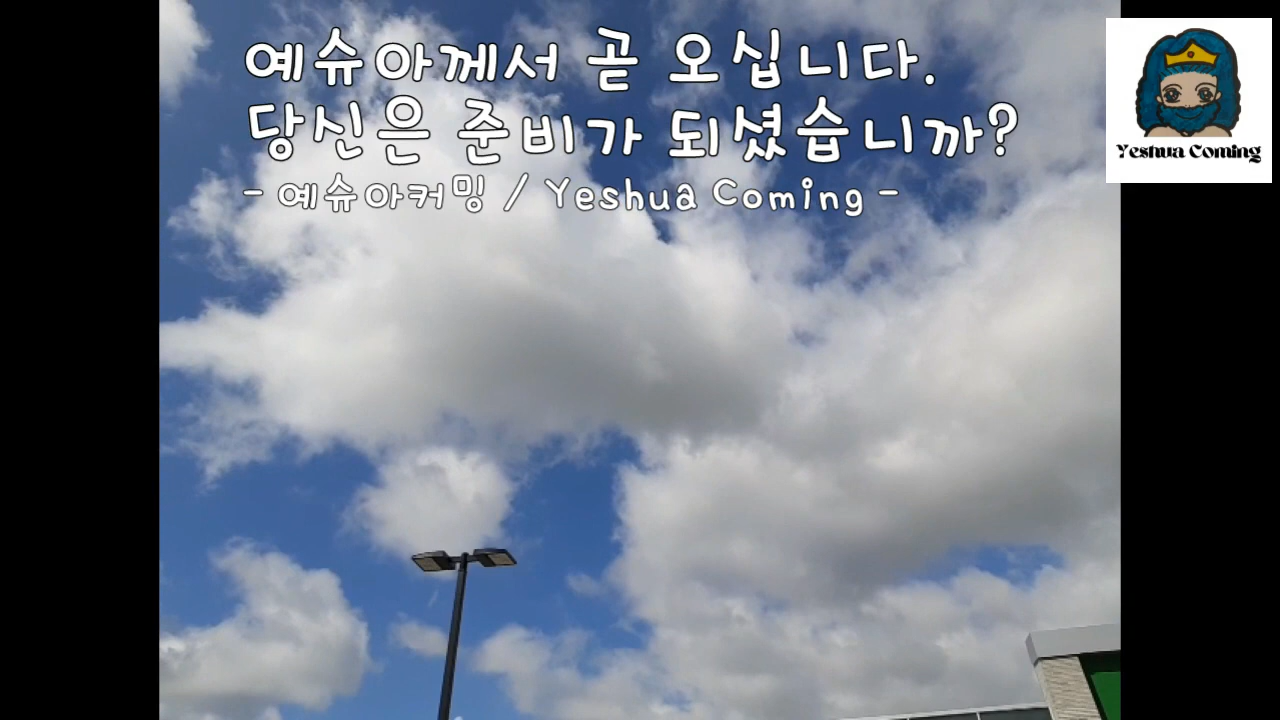 예슈아께서 곧 오십니다.
당신은 준비가 되셨습니까?
- 예슈아커밍 / Yeshua Coming -
Yeshua Coming